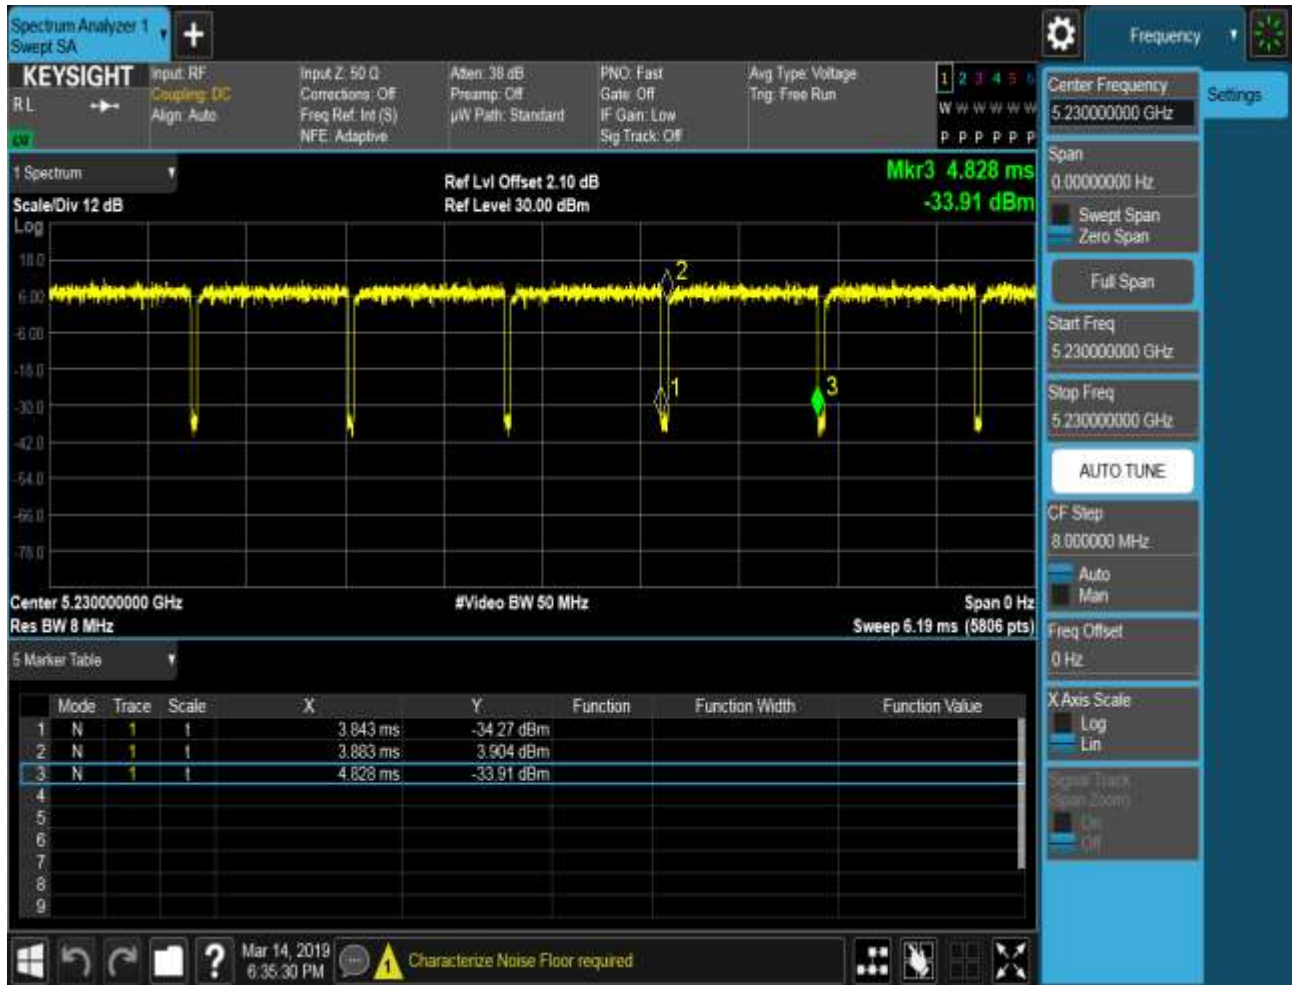 Spectrum Analyzer 1
Swept SA
+
Frequency
KEYSIGHT
RL
Input: RF
Coupling: DC
Align: Auto
Input Z: 50 Ω
Corrections: Off
Freq Ref: Int (S)
NFE: Adaptive
Atten: 38 dB
Preamp: Off
µW Path: Standard
PNO: Fast
Gate: Off
IF Gain: Low
Sig Track: Off
Avg Type: Voltage
Trig: Free Run
1 2 3 4 5 6
W W W W W W
P P P P P P
1 Spectrum
Scale/Div 12 dB
Ref Lvl Offset 2.10 dB
Ref Level 30.00 dBm
Mkr3 4.828 ms
-33.91 dBm
Log
18.0
6.00
-6.00
-18.0
-30.0
-42.0
-54.0
-66.0
-78.0
2
1
3
Center 5.230000000 GHz
#Video BW 50 MHz
Span 0 Hz
Res BW 8 MHz
Sweep 6.19 ms (5806 pts)
5 Marker Table
Mode Trace Scale X Y Function Function Width Function Value
1 N 1 t 3.843 ms -34.27 dBm
2 N 1 t 3.883 ms 3.904 dBm
3 N 1 t 4.828 ms -33.91 dBm
4
5
6
7
8
9
Center Frequency
5.230000000 GHz
Settings
Span
0.00000000 Hz
Swept Span
Zero Span
Full Span
Start Freq
5.230000000 GHz
Stop Freq
5.230000000 GHz
AUTO TUNE
CF Step
8.000000 MHz
Auto
Man
Freq Offset
0 Hz
X Axis Scale
Log
Lin
Signal Track
(Span Zoom)
On
Off
?
Mar 14, 2019
6:35:30 PM
1
Characterize Noise Floor required